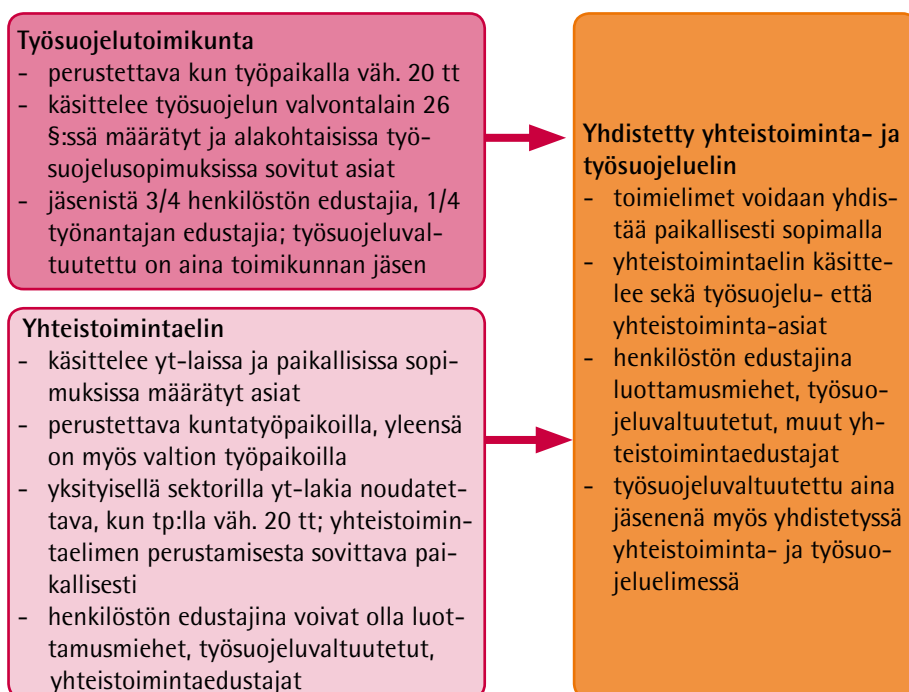 Työsuojelutoimikunta
- perustettava kun työpaikalla väh. 20 tt
- käsittelee työsuojelun valvontalain 26
§:ssä määrätyt ja alakohtaisissa työ-
suojelusopimuksissa sovitut asiat
- jäsenistä 3/4 henkilöstön edustajia, 1/4
työnantajan edustajia; työsuojeluval-
tuutettu on aina toimikunnan jäsen
Yhteistoimintaelin
- käsittelee yt-laissa ja paikallisissa sopi-
muksissa määrätyt asiat
- perustettava kuntatyöpaikoilla, yleensä
on myös valtion työpaikoilla
- yksityisellä sektorilla yt-lakia noudatet-
tava, kun tp:lla väh. 20 tt; yhteistoimin-
taelimen perustamisesta sovittava pai-
kallisesti
- henkilöstön edustajina voivat olla luot-
tamusmiehet, työsuojeluvaltuutetut,
yhteistoimintaedustajat
Yhdistetty yhteistoiminta- ja
työsuojeluelin
- toimielimet voidaan yhdis-
tää paikallisesti sopimalla
- yhteistoimintaelin käsitte-
lee sekä työsuojelu- että
yhteistoiminta-asiat
- henkilöstön edustajina
luottamusmiehet, työsuo-
jeluvaltuutetut, muut yh-
teistoimintaedustajat
- työsuojeluvaltuutettu aina
jäsenenä myös yhdistetyssä
yhteistoiminta- ja työsuo-
jeluelimessä